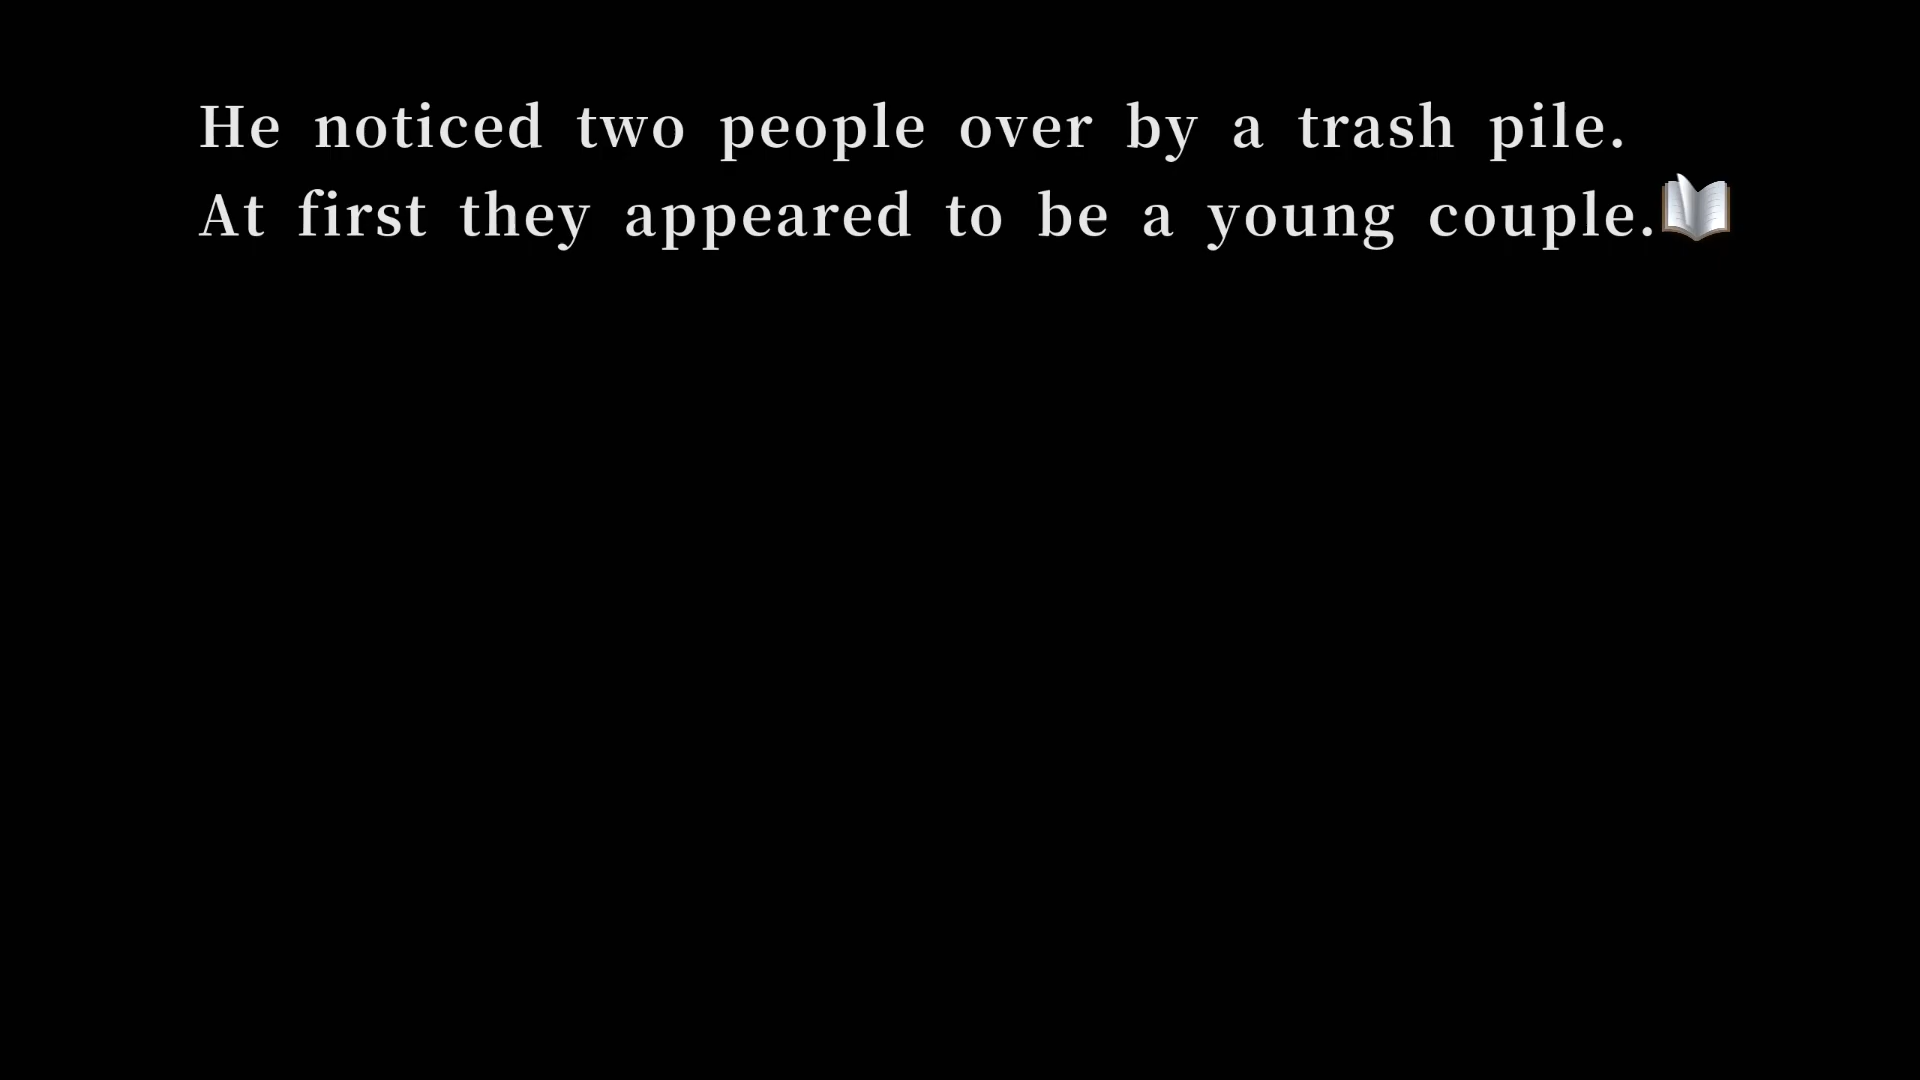 He noticed two people over by a trash pile.
At first they appeared to be a young couple.